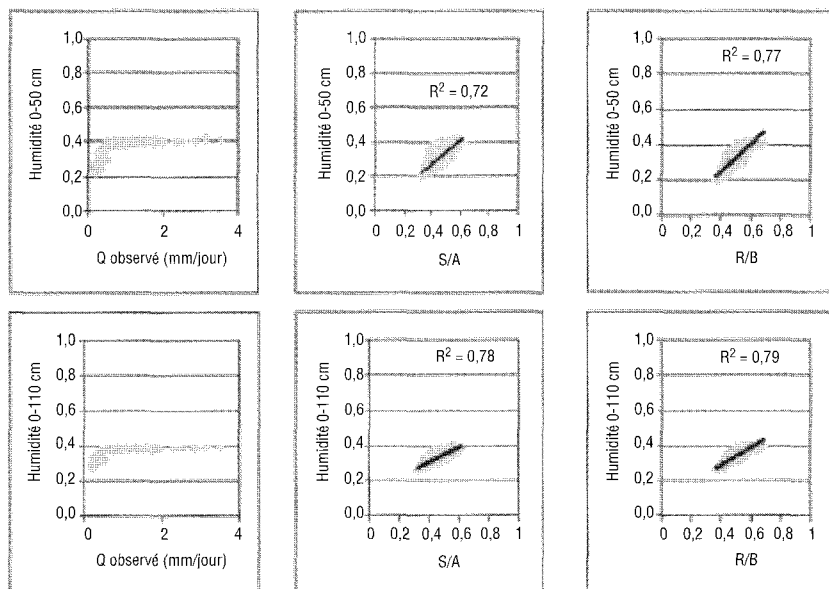 Humidité 0-50 cm
1,0
0,8
0,6
0,4
0,2
0,0
0 2 4
Q observé (mm/jour)
Humidité 0-50 cm
1,0
0,8
0,6
0,4
0,2
0,0
R² = 0,72
0 0,2 0,4 0,6 0,8 1
S/A
Humidité 0-50 cm
1,0
0,8
0,6
0,4
0,2
0,0
R² = 0,77
0 0,2 0,4 0,6 0,8 1
R/B
Humidité 0-110 cm
1,0
0,8
0,6
0,4
0,2
0,0
0 2 4
Q observé (mm/jour)
Humidité 0-110 cm
1,0
0,8
0,6
0,4
0,2
0,0
R² = 0,78
0 0,2 0,4 0,6 0,8 1
S/A
Humidité 0-110 cm
1,0
0,8
0,6
0,4
0,2
0,0
R² = 0,79
0 0,2 0,4 0,6 0,8 1
R/B